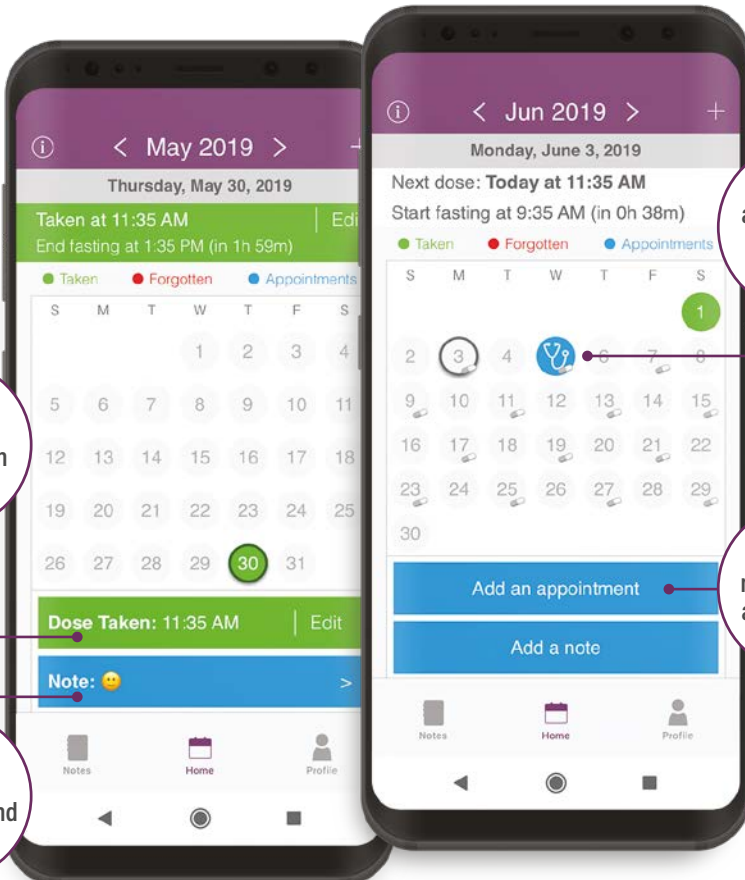 < May 2019 >
Thursday, May 30, 2019
Taken at 11:35 AM
End fasting at 1:35 PM (in 1h 59m)
Taken Forgotten Appointments
S M T W T F S
1 2 3 4
5 6 7 8 9 10 11
12 13 14 15 16 17 18
19 20 21 22 23 24 25
26 27 28 29 30 31
Dose Taken: 11:35 AM | Edit
Note: 🙂 >
Notes Home Profile
< Jun 2019 > +
Monday, June 3, 2019
Next dose: Today at 11:35 AM
Start fasting at 9:35 AM (in 0h 38m)
Taken Forgotten Appointments
S M T W T F S
1
2 3 4 6 7 8
9 10 11 12 13 14 15
16 17 18 19 20 21 22
23 24 25 26 27 28 29
30
Add an appointment
Add a note
Notes Home Profile